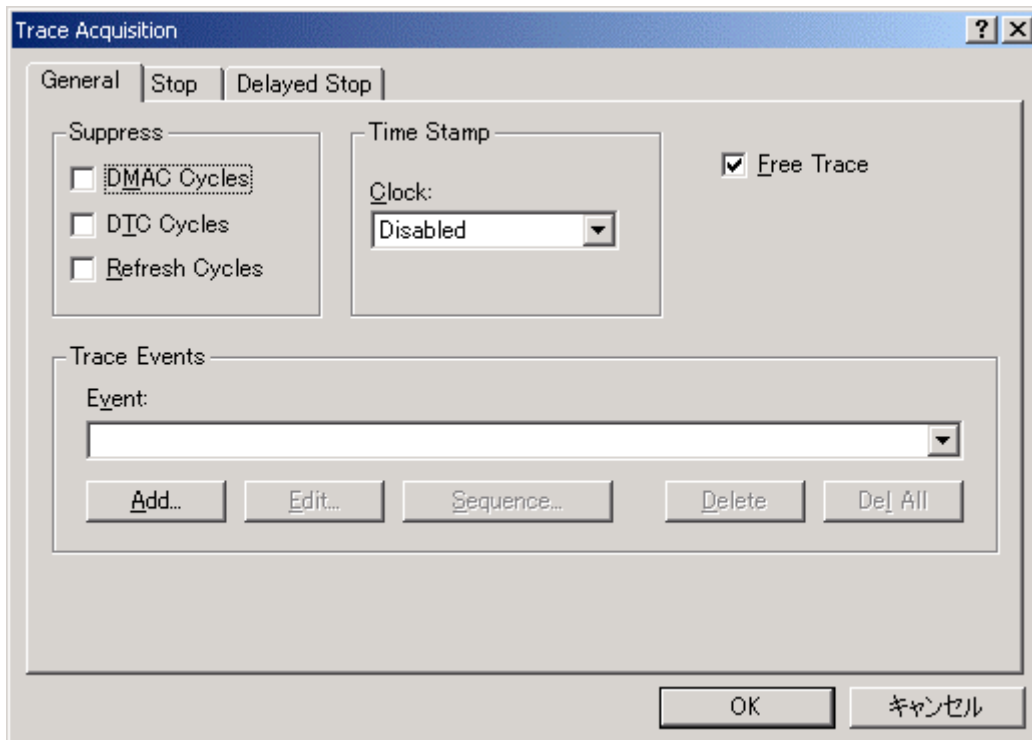 Trace Acquisition
General Stop Delayed Stop
Suppress
DMAC Cycles
DTC Cycles
Refresh Cycles
Time Stamp
Clock:
Disabled
Free Trace
Trace Events
Event:
Add... Edit... Sequence... Delete Del All
OK キャンセル